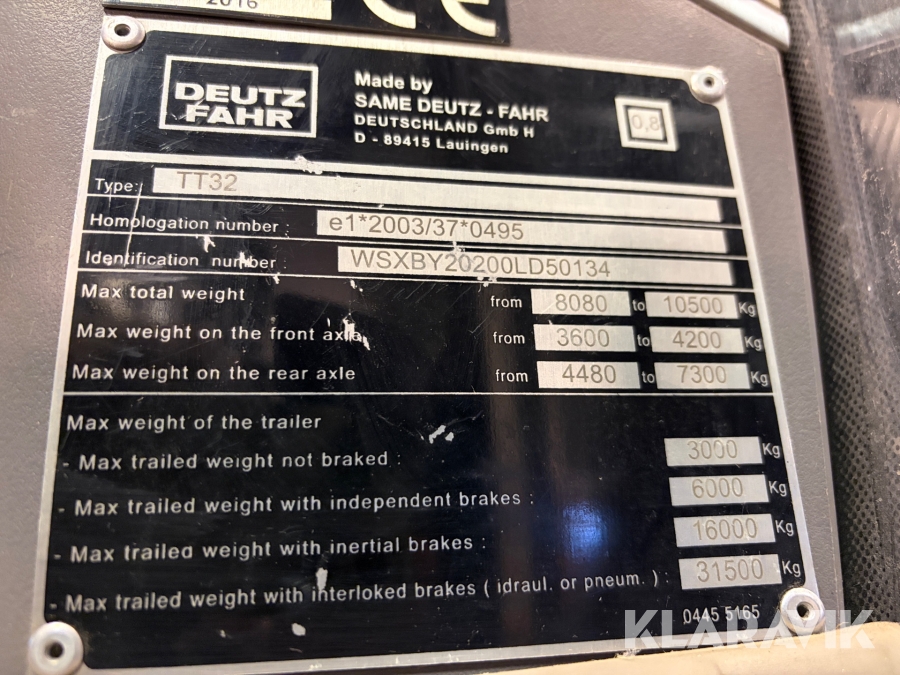 2016
CE
DEUTZ
FAHR
Made by
SAME DEUTZ - FAHR
DEUTSCHLAND Gmb H
D - 89415 Lauingen
0,8
Type: TT32
Homologation number : e1*2003/37*0495
Identification number : WSXBY20200LD50134
Max total weight from 8080 to 10500 Kg
Max weight on the front axle from 3600 to 4200 Kg
Max weight on the rear axle from 4480 to 7300 Kg
Max weight of the trailer
- Max trailed weight not braked : 3000 Kg
- Max trailed weight with independent brakes : 6000 Kg
- Max trailed weight with inertial brakes : 16000 Kg
- Max trailed weight with interloked brakes ( idraul. or pneum. ) : 31500 Kg
0445 5165
KLARAVIK